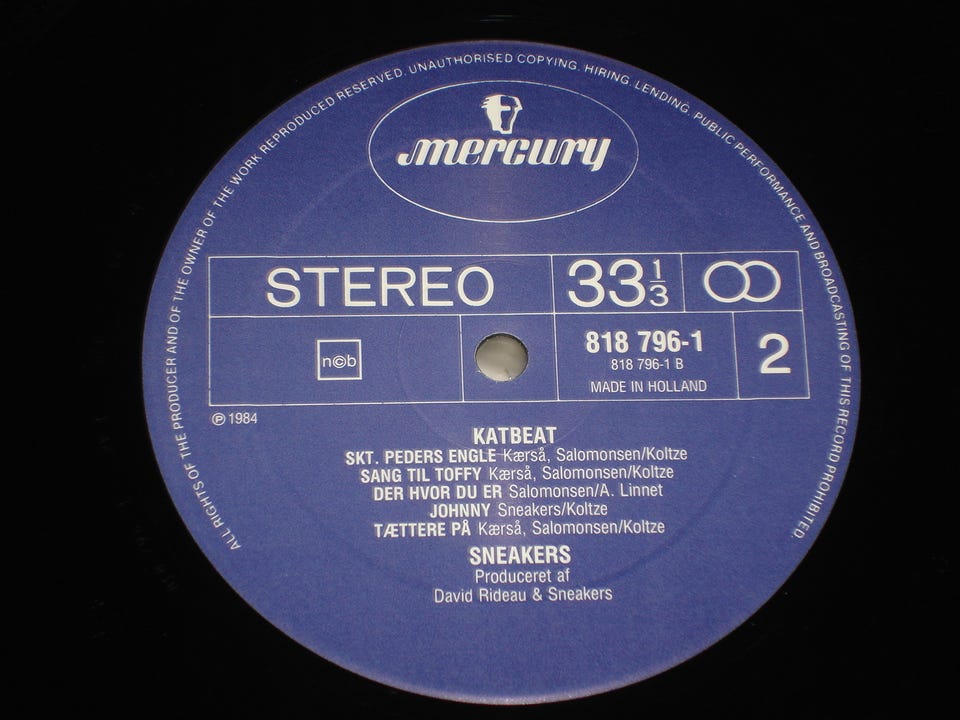 ALL RIGHTS OF THE PRODUCER AND OF THE OWNER OF THE WORK REPRODUCED RESERVED. UNAUTHORISED COPYING. HIRING. LENDING. PUBLIC PERFORMANCE AND BROADCASTING OF THIS RECORD PROHIBITED.
mercury
STEREO 33 1/3
n©b 818 796-1 2
818 796-1 B
MADE IN HOLLAND
℗ 1984
KATBEAT
SKT. PEDERS ENGLE Kærså, Salomonsen/Koltze
SANG TIL TOFFY Kærså, Salomonsen/Koltze
DER HVOR DU ER Salomonsen/A. Linnet
JOHNNY Sneakers/Koltze
TÆTTERE PÅ Kærså, Salomonsen/Koltze
SNEAKERS
Produceret af
David Rideau & Sneakers